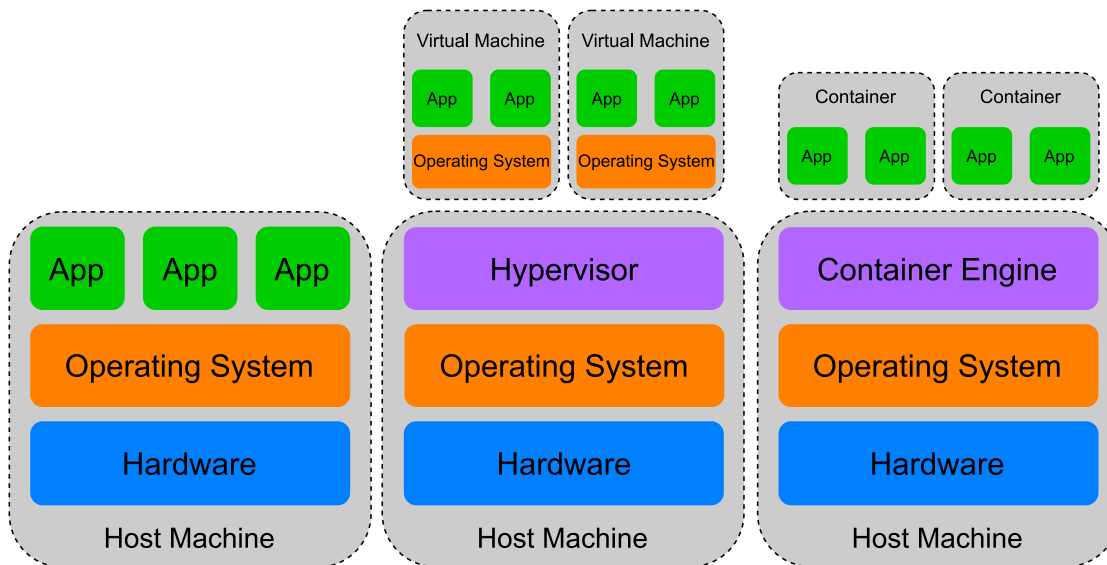 Virtual Machine
App
App
Operating System
Virtual Machine
App
App
Operating System
Container
App
App
Container
App
App
App
App
App
Operating System
Hardware
Host Machine
Hypervisor
Operating System
Hardware
Host Machine
Container Engine
Operating System
Hardware
Host Machine